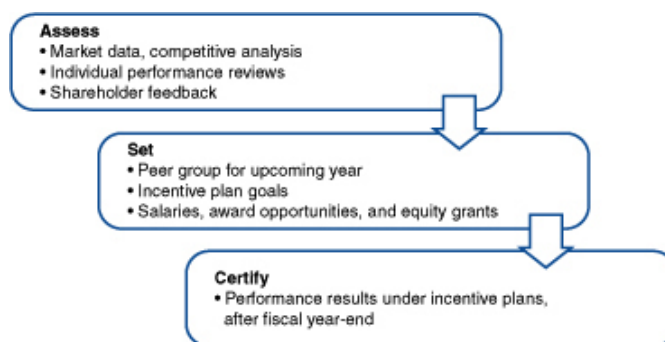 Assess
• Market data, competitive analysis
• Individual performance reviews
• Shareholder feedback
Set
• Peer group for upcoming year
• Incentive plan goals
• Salaries, award opportunities, and equity grants
Certify
• Performance results under incentive plans,
after fiscal year-end